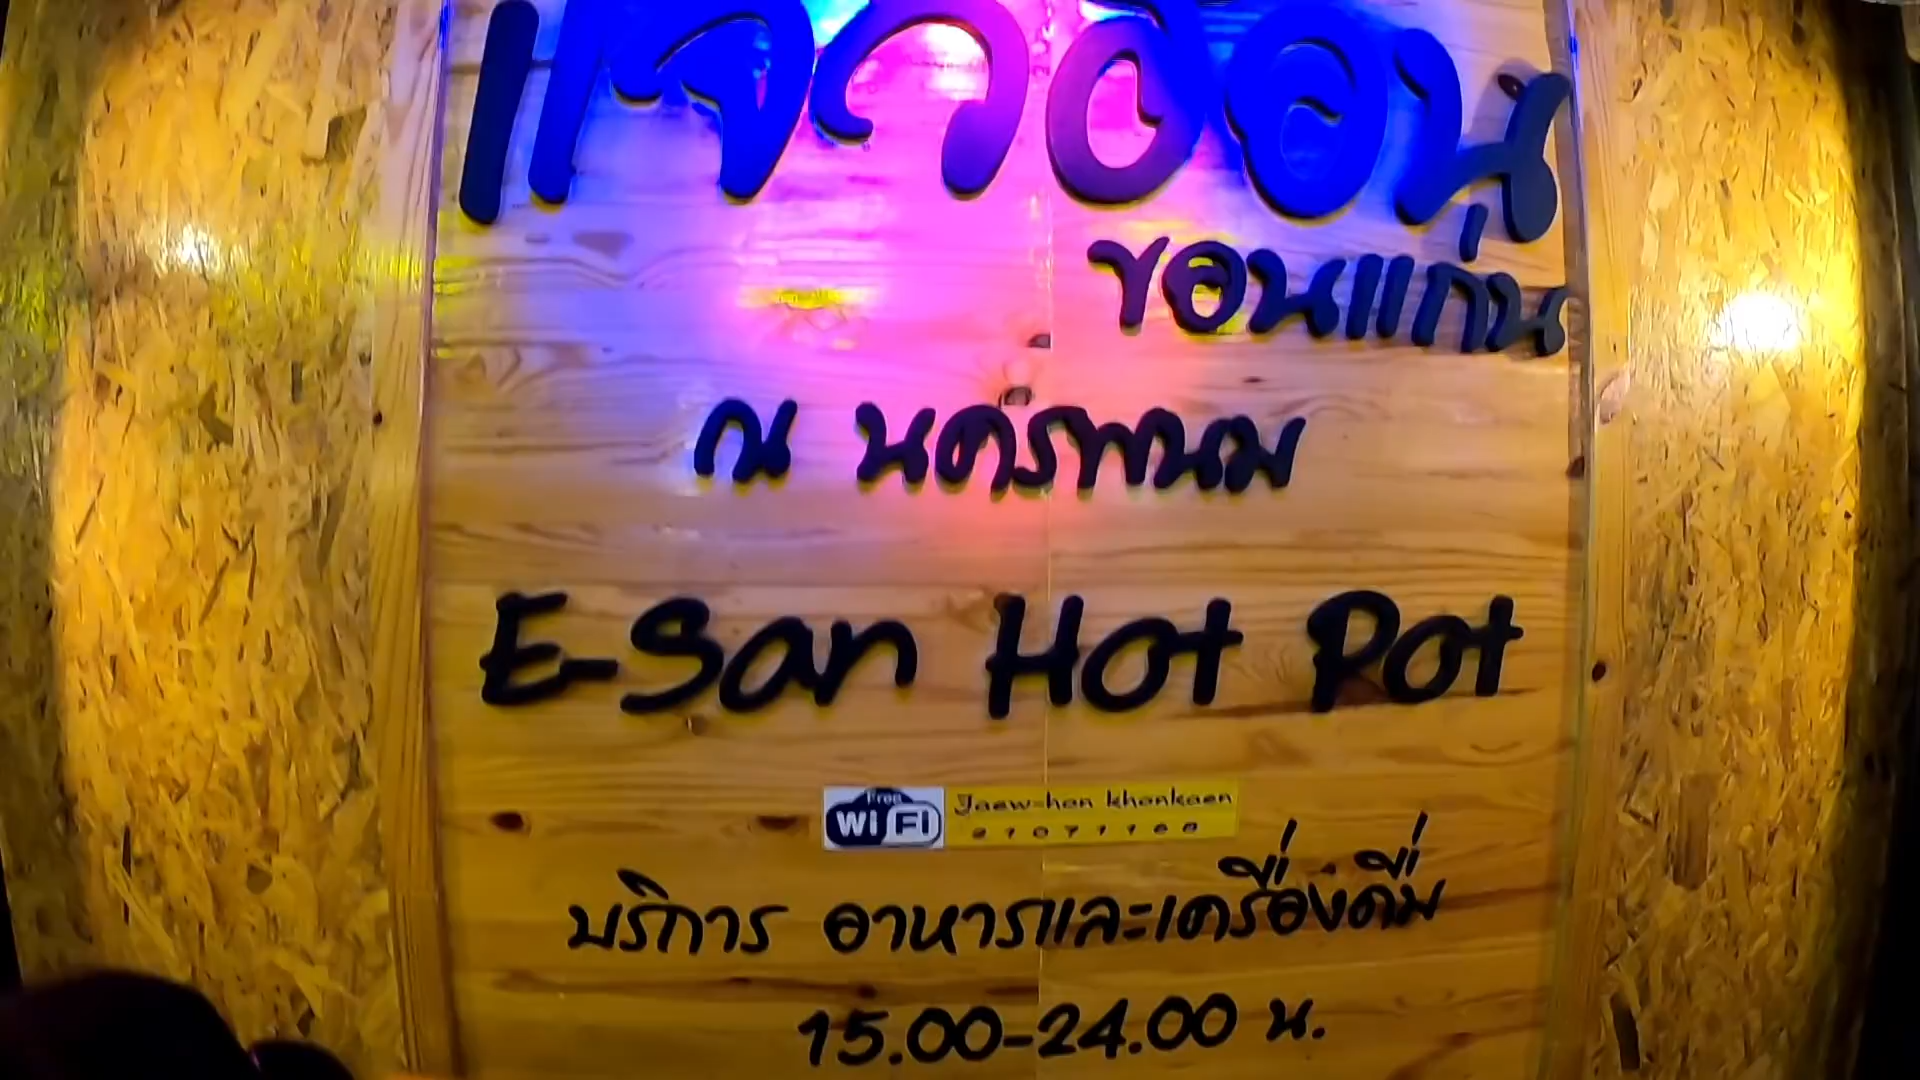 แจ่วฮ้อน
ขอนแก่น
ณ นครพนม
E-San Hot Pot
Free
Wi Fi
Jaew-hon khonkaen
บริการ อาหารและเครื่องดื่ม
15.00-24.00 น.